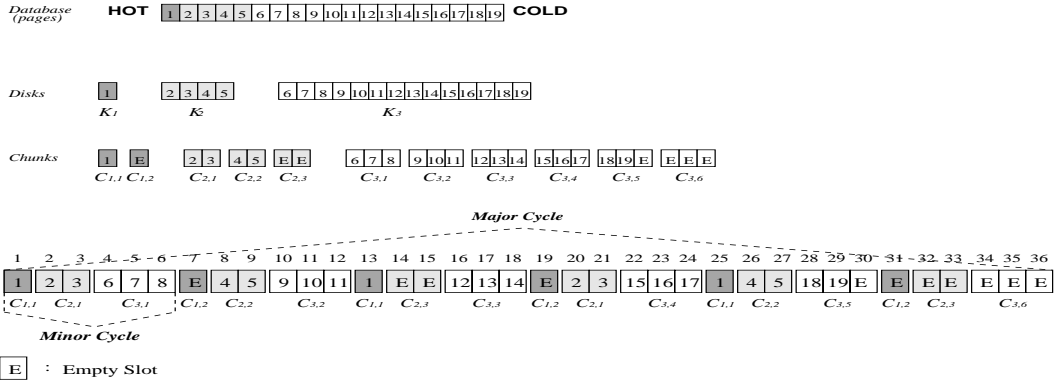 Database (pages) HOT 1 2 3 4 5 6 7 8 9 10 11 12 13 14 15 16 17 18 19 COLD
Disks 1 2 3 4 5 6 7 8 9 10 11 12 13 14 15 16 17 18 19
K1 K2 K3
Chunks 1 E 2 3 4 5 E E 6 7 8 9 10 11 12 13 14 15 16 17 18 19 E E E E
C1,1 C1,2 C2,1 C2,2 C2,3 C3,1 C3,2 C3,3 C3,4 C3,5 C3,6
Major Cycle
1 2 3 4 5 6 7 8 9 10 11 12 13 14 15 16 17 18 19 20 21 22 23 24 25 26 27 28 29 30 31 32 33 34 35 36
1 2 3 6 7 8 E 4 5 9 10 11 1 E E 12 13 14 E 2 3 15 16 17 1 4 5 18 19 E E E E E E E
C1,1 C2,1 C3,1 C1,2 C2,2 C3,2 C1,1 C2,3 C3,3 C1,2 C2,1 C3,4 C1,1 C2,2 C3,5 C1,2 C2,3 C3,6
Minor Cycle
E : Empty Slot